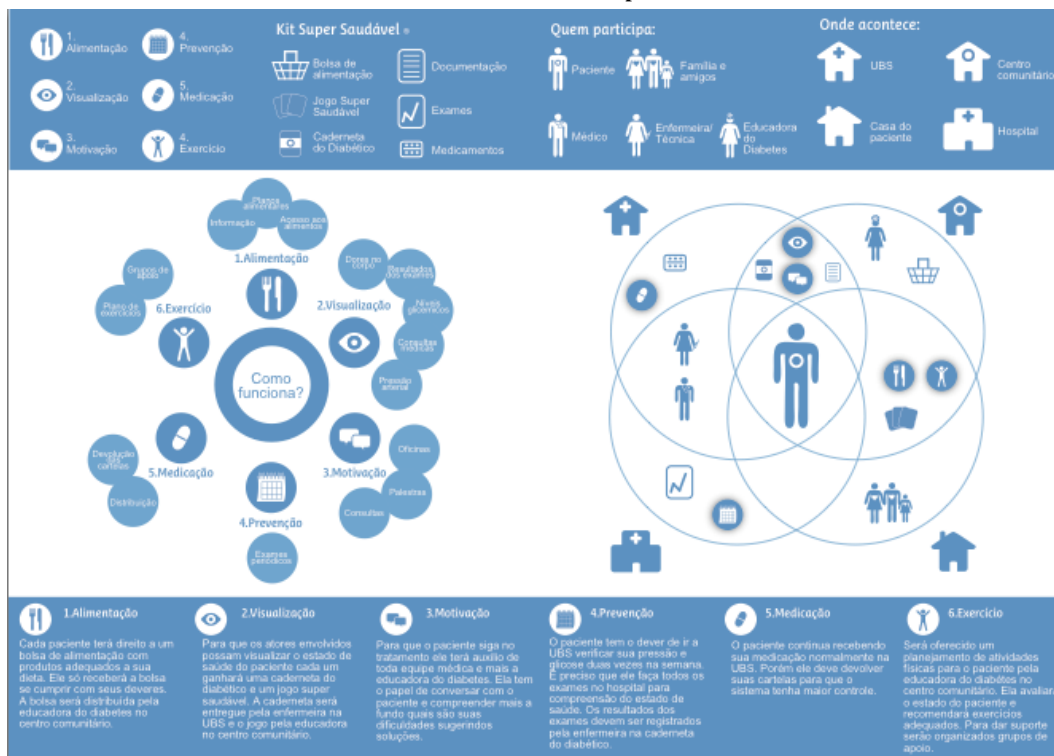 1.
Alimentação
2.
Visualização
3.
Motivação
4.
Prevenção
5.
Medicação
4.
Exercício
Kit Super Saudável ®
Bolsa de
alimentação
Jogo Super
Saudável
Caderneta
do Diabético
Documentação
Exames
Medicamentos
Quem participa:
Paciente
Família e
amigos
Médico
Enfermeira/
Técnica
Educadora
do
Diabetes
Onde acontece:
UBS
Centro
comunitário
Casa do
paciente
Hospital
Como
funciona?
1.Alimentação
Informação
Planos
alimentares
Acesso aos
alimentos
2.Visualização
Dores no
corpo
Resultados
dos exames
Níveis
glicêmicos
Consultas
médicas
Pressão
arterial
3.Motivação
Oficinas
Palestras
Consultas
4.Prevenção
Exames
periódicos
5.Medicação
Devolução
das
cartelas
Distribuição
6.Exercício
Grupos de
apoio
Plano de
exercícios
1.Alimentação
Cada paciente terá direito a um
bolsa de alimentação com
produtos adequados a sua
dieta. Ele só receberá a bolsa
se cumprir com seus deveres.
A bolsa será distribuída pela
educadora do diabetes no
centro comunitário.
2.Visualização
Para que os atores envolvidos
possam visualizar o estado de
saúde do paciente cada um
ganhará uma caderneta do
diabético e um jogo super
saudável. A caderneta será
entregue pela enfermeira na
UBS e o jogo pela educadora
no centro comunitário.
3.Motivação
Para que o paciente siga no
tratamento ele terá auxilio de
toda equipe médica e mais a
educadora do diabetes. Ela tem
o papel de conversar com o
paciente e compreender mais a
fundo quais são suas
dificuldades sugerindo
soluções.
4.Prevenção
O paciente tem o dever de ir a
UBS verificar sua pressão e
glicose duas vezes na semana.
É preciso que ele faça todos os
exames no hospital para
compreensão do estado de
saúde. Os resultados dos
exames devem ser registrados
pela enfermeira na caderneta
do diabético.
5.Medicação
O paciente continua recebendo
sua medicação normalmente na
UBS. Porém ele deve devolver
suas cartelas para que o
sistema tenha maior controle.
6.Exercício
Será oferecido um
planejamento de atividades
físicas para o paciente pela
educadora do diabétes no
centro comunitário. Ela avaliará
o estado do paciente e
recomendará exercícios
adequados. Para dar suporte
serão organizados grupos de
apoio.